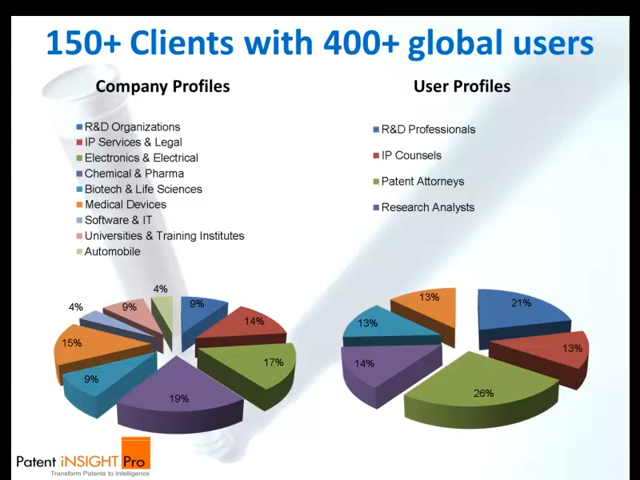 150+ Clients with 400+ global users
Company Profiles
R&D Organizations
IP Services & Legal
Electronics & Electrical
Chemical & Pharma
Biotech & Life Sciences
Medical Devices
Software & IT
Universities & Training Institutes
Automobile
4%
9%
4%
9%
14%
15%
17%
9%
19%
User Profiles
R&D Professionals
IP Counsels
Patent Attorneys
Research Analysts
13%
21%
13%
13%
14%
26%
Patent iNSIGHT Pro
Transform Patents to Intelligence